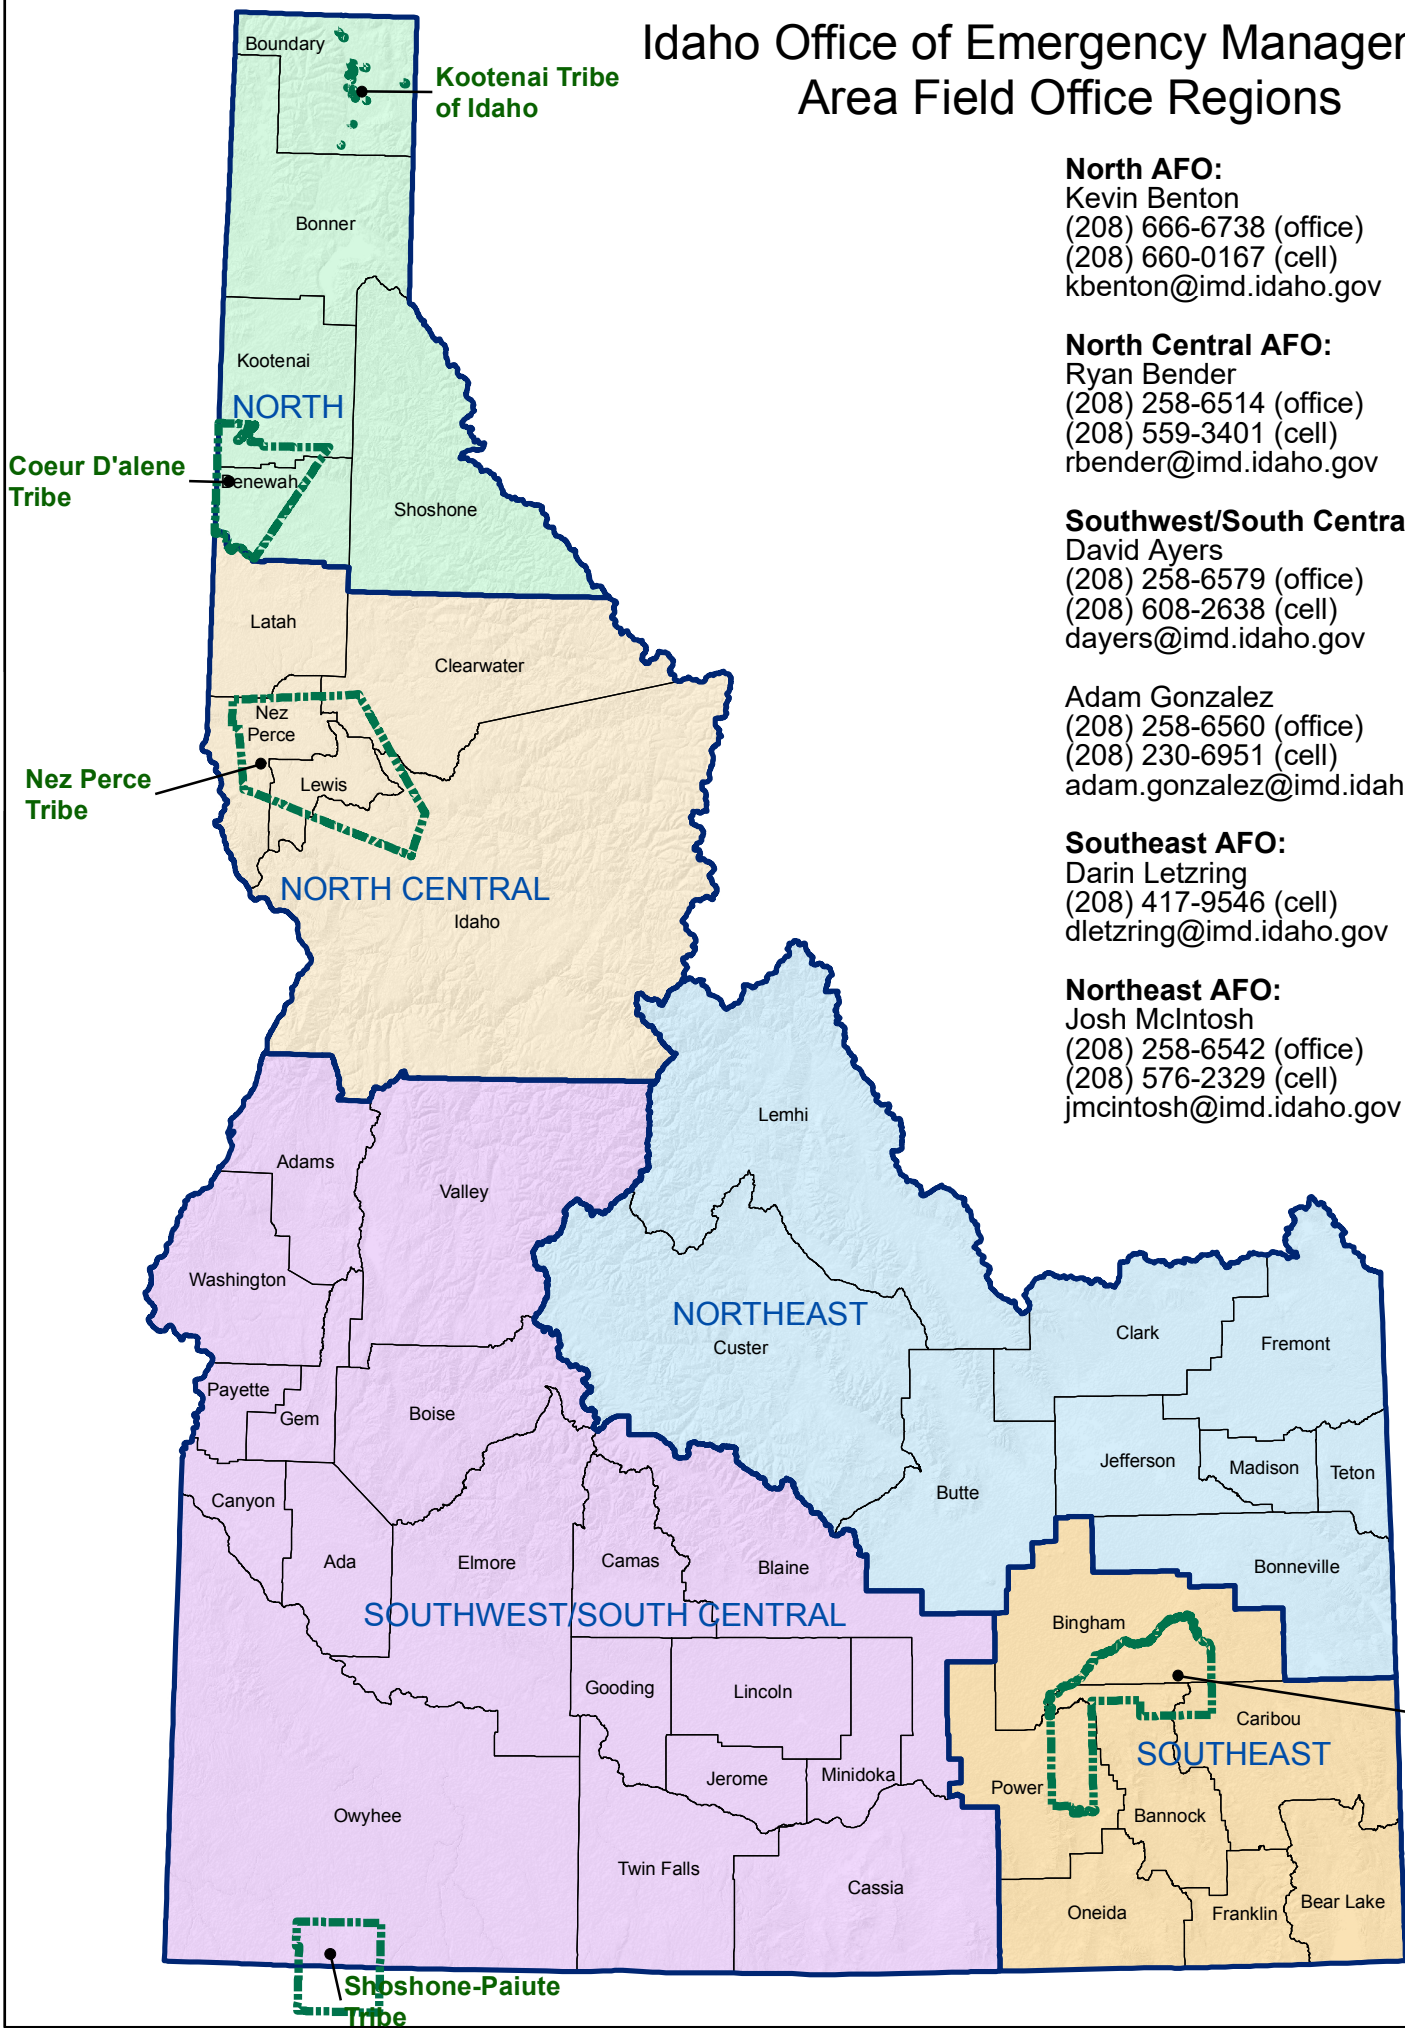 Idaho Office of Emergency Manager
Area Field Office Regions
North AFO:
Kevin Benton
(208) 666-6738 (office)
(208) 660-0167 (cell)
kbenton@imd.idaho.gov
North Central AFO:
Ryan Bender
(208) 258-6514 (office)
(208) 559-3401 (cell)
rbender@imd.idaho.gov
Southwest/South Centra
David Ayers
(208) 258-6579 (office)
(208) 608-2638 (cell)
dayers@imd.idaho.gov
Adam Gonzalez
(208) 258-6560 (office)
(208) 230-6951 (cell)
adam.gonzalez@imd.idah
Southeast AFO:
Darin Letzring
(208) 417-9546 (cell)
dletzring@imd.idaho.gov
Northeast AFO:
Josh McIntosh
(208) 258-6542 (office)
(208) 576-2329 (cell)
jmcintosh@imd.idaho.gov
Boundary
Kootenai Tribe
of Idaho
Bonner
Kootenai
NORTH
Coeur D'alene
Tribe
Benewah
Shoshone
Latah
Clearwater
Nez
Perce
Nez Perce
Tribe
Lewis
NORTH CENTRAL
Idaho
Lemhi
Adams
Valley
Washington
NORTHEAST
Custer
Clark
Fremont
Payette
Gem
Boise
Jefferson
Madison
Teton
Butte
Canyon
Ada
Elmore
Camas
Blaine
Bonneville
SOUTHWEST/SOUTH CENTRAL
Bingham
Gooding
Lincoln
Caribou
SOUTHEAST
Jerome
Minidoka
Power
Owyhee
Bannock
Twin Falls
Cassia
Oneida
Franklin
Bear Lake
Shoshone-Paiute
Tribe